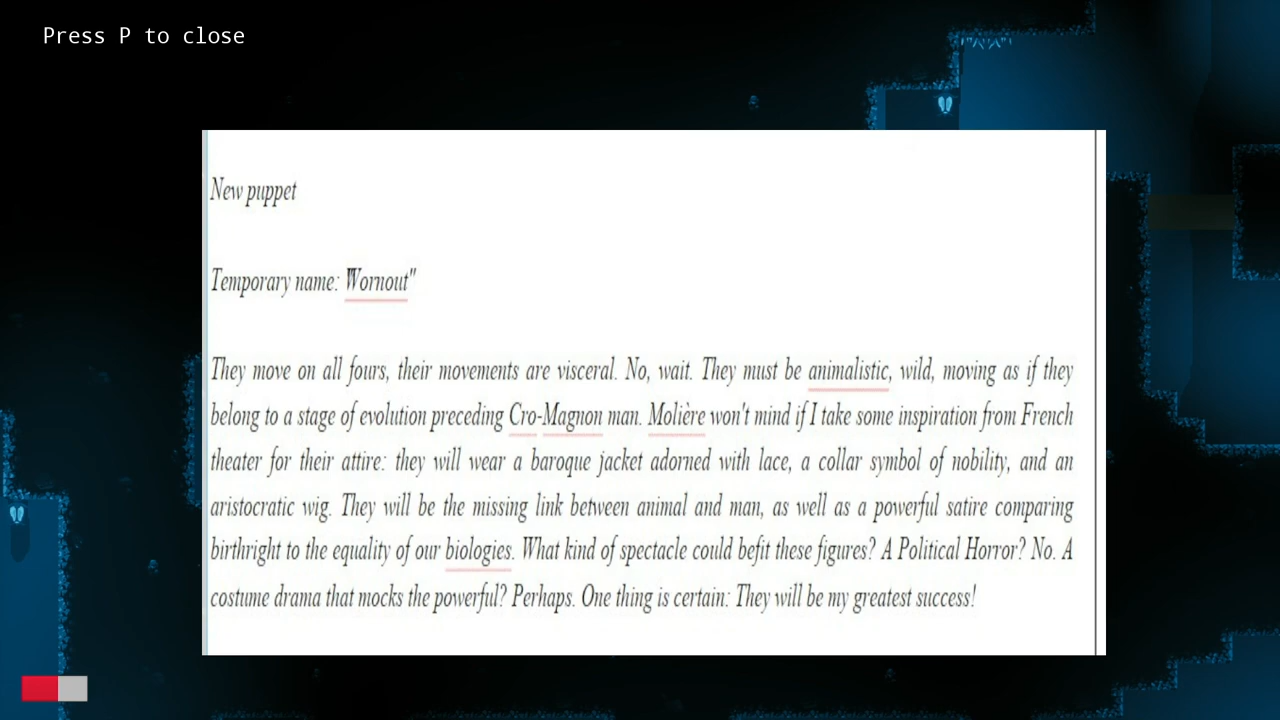 Press P to close
New puppet
Temporary name: "Wornout"
They move on all fours, their movements are visceral. No, wait. They must be animalistic, wild, moving as if they
belong to a stage of evolution preceding Cro-Magnon man. Molière won't mind if I take some inspiration from French
theater for their attire: they will wear a baroque jacket adorned with lace, a collar symbol of nobility, and an
aristocratic wig. They will be the missing link between animal and man, as well as a powerful satire comparing
birthright to the equality of our biologies. What kind of spectacle could befit these figures? A Political Horror? No. A
costume drama that mocks the powerful? Perhaps. One thing is certain: They will be my greatest success!